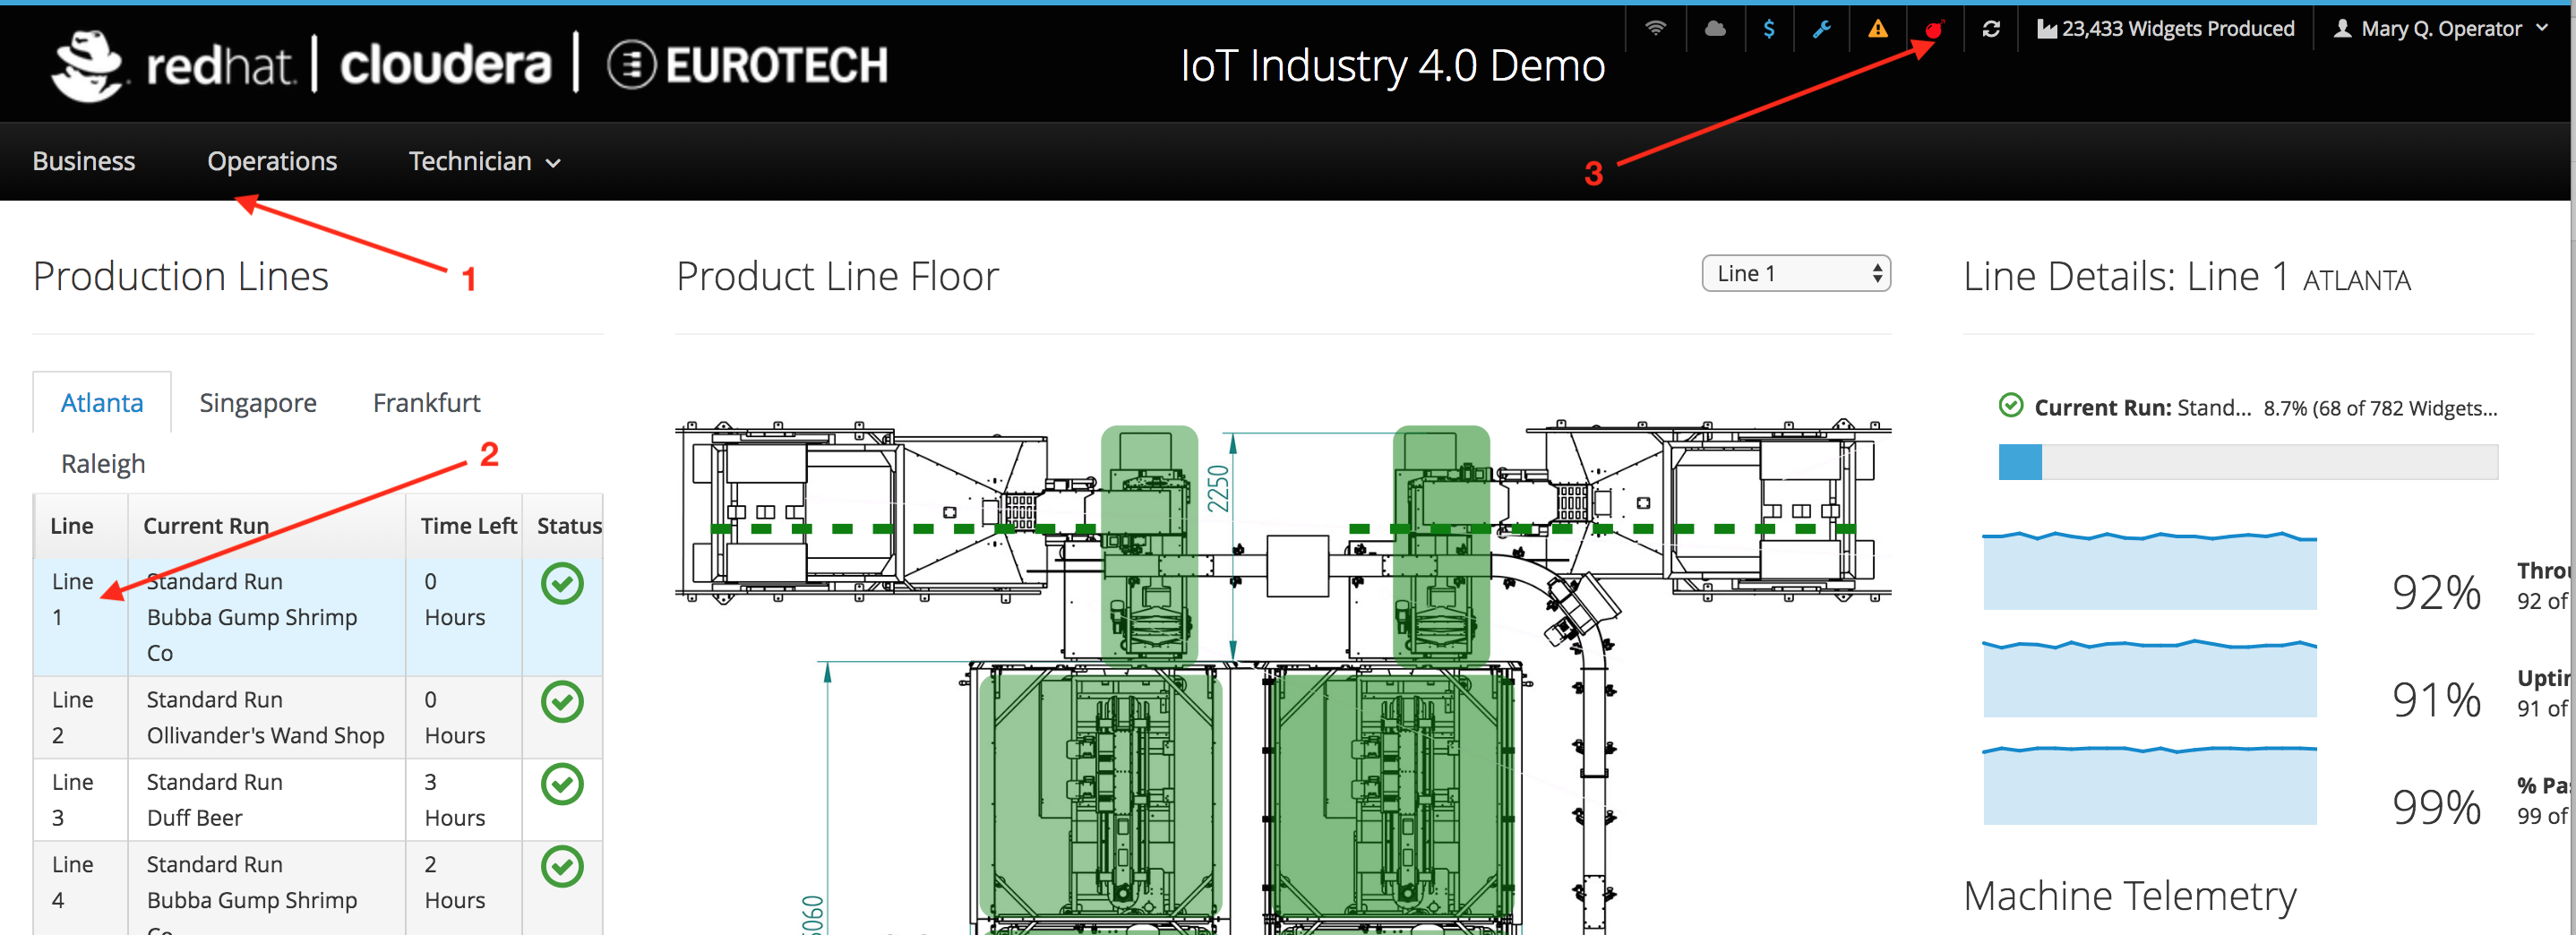 redhat. | cloudera | EUROTECH
IoT Industry 4.0 Demo
$
23,433 Widgets Produced
Mary Q. Operator
3
Business
Operations
Technician
1
Production Lines
Product Line Floor
Line 1
Line Details: Line 1 ATLANTA
Atlanta
Singapore
Frankfurt
Raleigh
2
Line
Current Run
Time Left
Status
Line 1
Standard Run
Bubba Gump Shrimp
Co
0
Hours
Line 2
Standard Run
Ollivander's Wand Shop
0
Hours
Line 3
Standard Run
Duff Beer
3
Hours
Line 4
Standard Run
Bubba Gump Shrimp
Co
2
Hours
2250
Current Run: Stand... 8.7% (68 of 782 Widgets...
92%
92 of
91%
91 of
99%
% Pa
99 of
Machine Telemetry